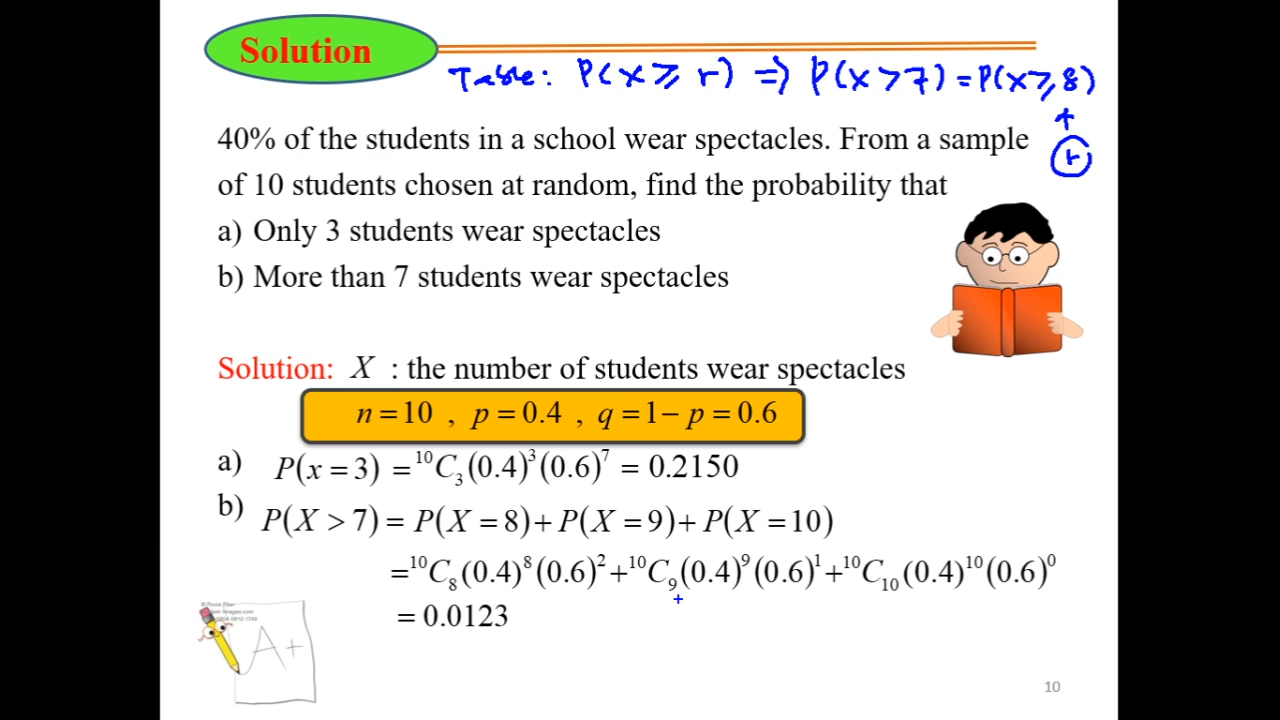 Solution
Table: P(X ≥ r) ⇒ P(X > 7) = P(X ≥ 8)
r
40% of the students in a school wear spectacles. From a sample
of 10 students chosen at random, find the probability that
a) Only 3 students wear spectacles
b) More than 7 students wear spectacles
Solution: X : the number of students wear spectacles
n = 10 , p = 0.4 , q = 1 − p = 0.6
a) P(x = 3) = ¹⁰C₃(0.4)³(0.6)⁷ = 0.2150
b) P(X > 7) = P(X = 8) + P(X = 9) + P(X = 10)
= ¹⁰C₈(0.4)⁸(0.6)² + ¹⁰C₉(0.4)⁹(0.6)¹ + ¹⁰C₁₀(0.4)¹⁰(0.6)⁰
= 0.0123
A+
10